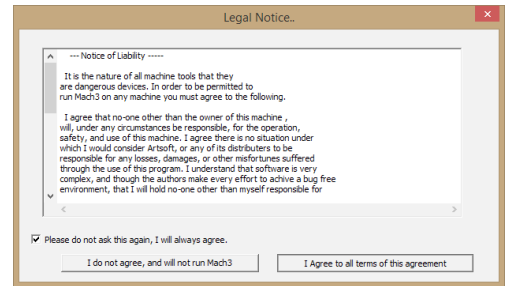 Legal Notice..
--- Notice of Liability -----
It is the nature of all machine tools that they
are dangerous devices. In order to be permitted to
run Mach3 on any machine you must agree to the following.
I agree that no-one other than the owner of this machine ,
will, under any circumstances be responsible, for the operation,
safety, and use of this machine. I agree there is no situation under
which I would consider Artsoft, or any of its distributers to be
responsible for any losses, damages, or other misfortunes suffered
through the use of this program. I understand that software is very
complex, and though the authors make every effort to achive a bug free
environment, that I will hold no-one other than myself responsible for
Please do not ask this again, I will always agree.
I do not agree, and will not run Mach3
I Agree to all terms of this agreement